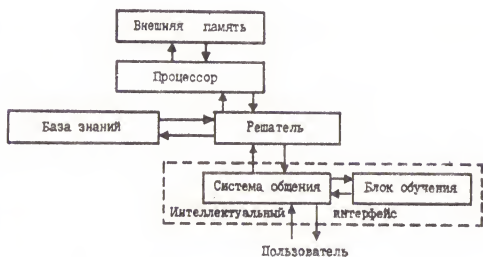 Внешняя память
Процессор
База знаний
Решатель
Система общения
Блок обучения
Интеллектуальный интерфейс
Пользователь